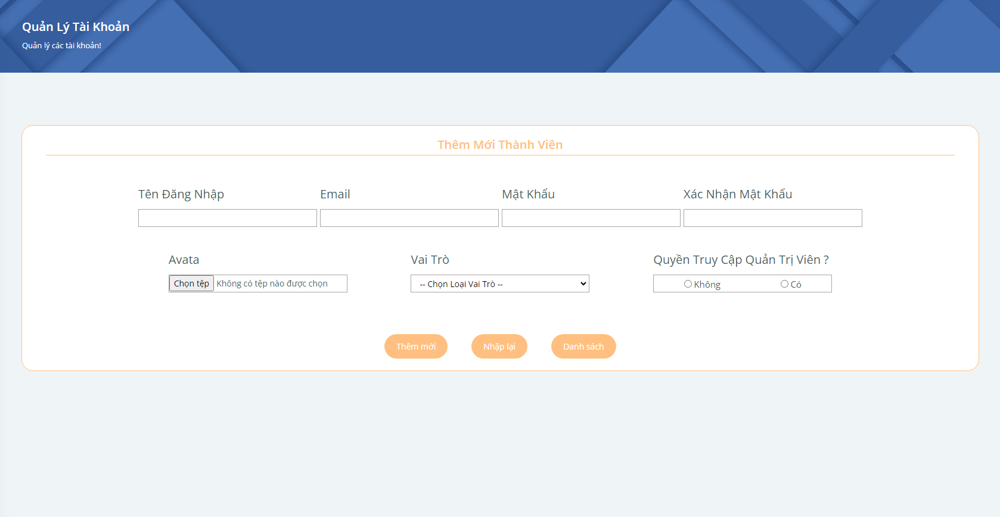 Quản Lý Tài Khoản
Quản lý các tài khoản!
Thêm Mới Thành Viên
Tên Đăng Nhập Email Mật Khẩu Xác Nhận Mật Khẩu
Avata Vai Trò Quyền Truy Cập Quản Trị Viên ?
Chọn tệp Không có tệp nào được chọn -- Chọn Loại Vai Trò -- Không Có
Thêm mới Nhập lại Danh sách